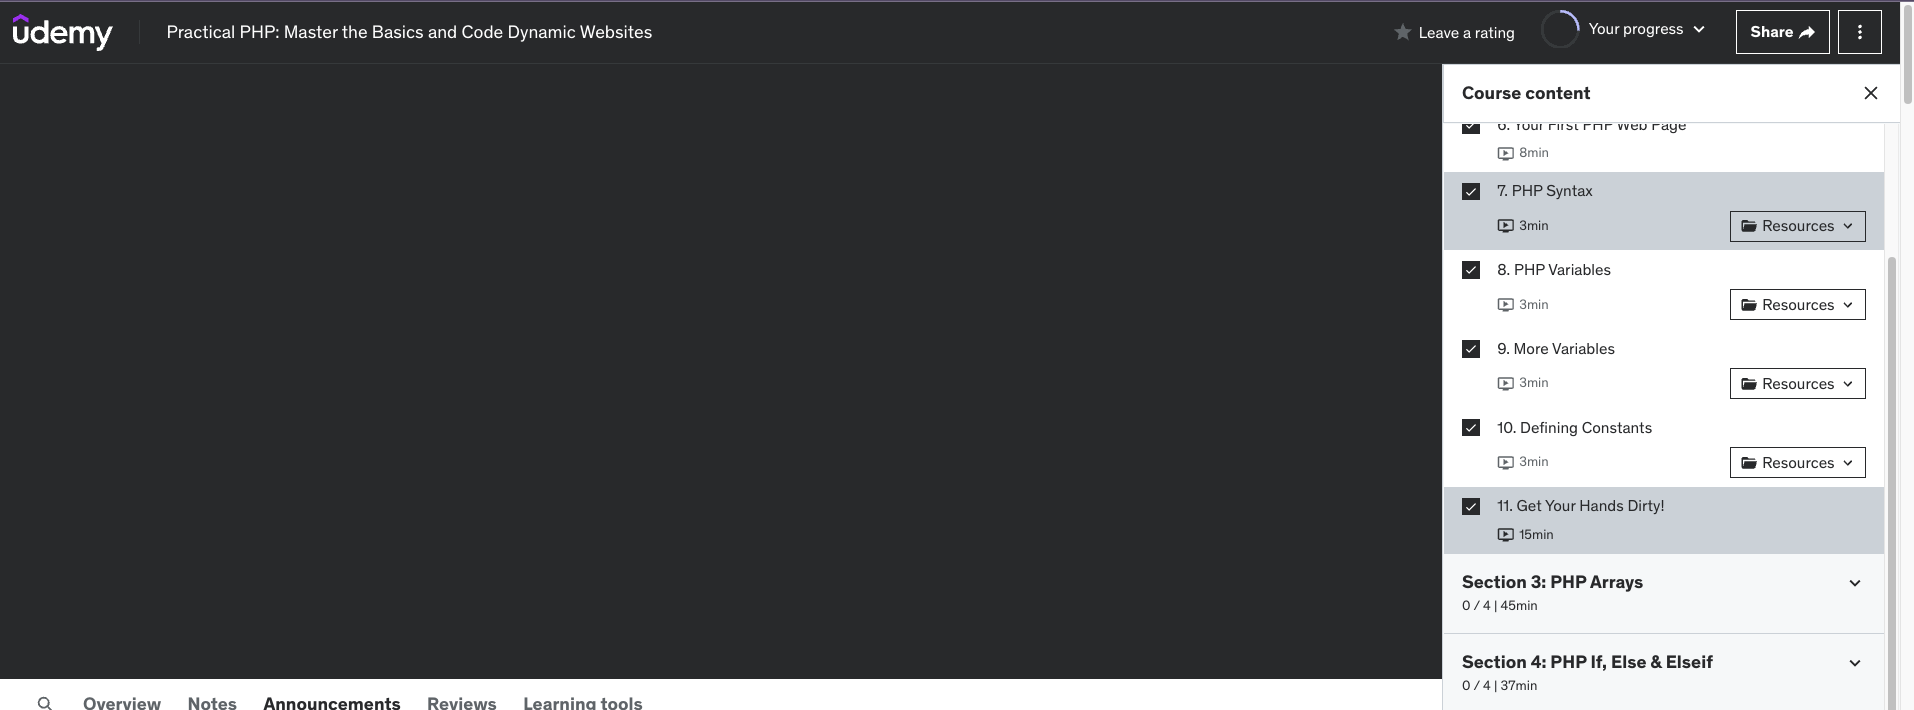 udemy
Practical PHP: Master the Basics and Code Dynamic Websites
Leave a rating
Your progress
Share
Course content
6. Your First PHP Web Page
8min
7. PHP Syntax
3min
Resources
8. PHP Variables
3min
Resources
9. More Variables
3min
Resources
10. Defining Constants
3min
Resources
11. Get Your Hands Dirty!
15min
Section 3: PHP Arrays
0 / 4 | 45min
Section 4: PHP If, Else & Elseif
0 / 4 | 37min
Overview Notes Announcements Reviews Learning tools